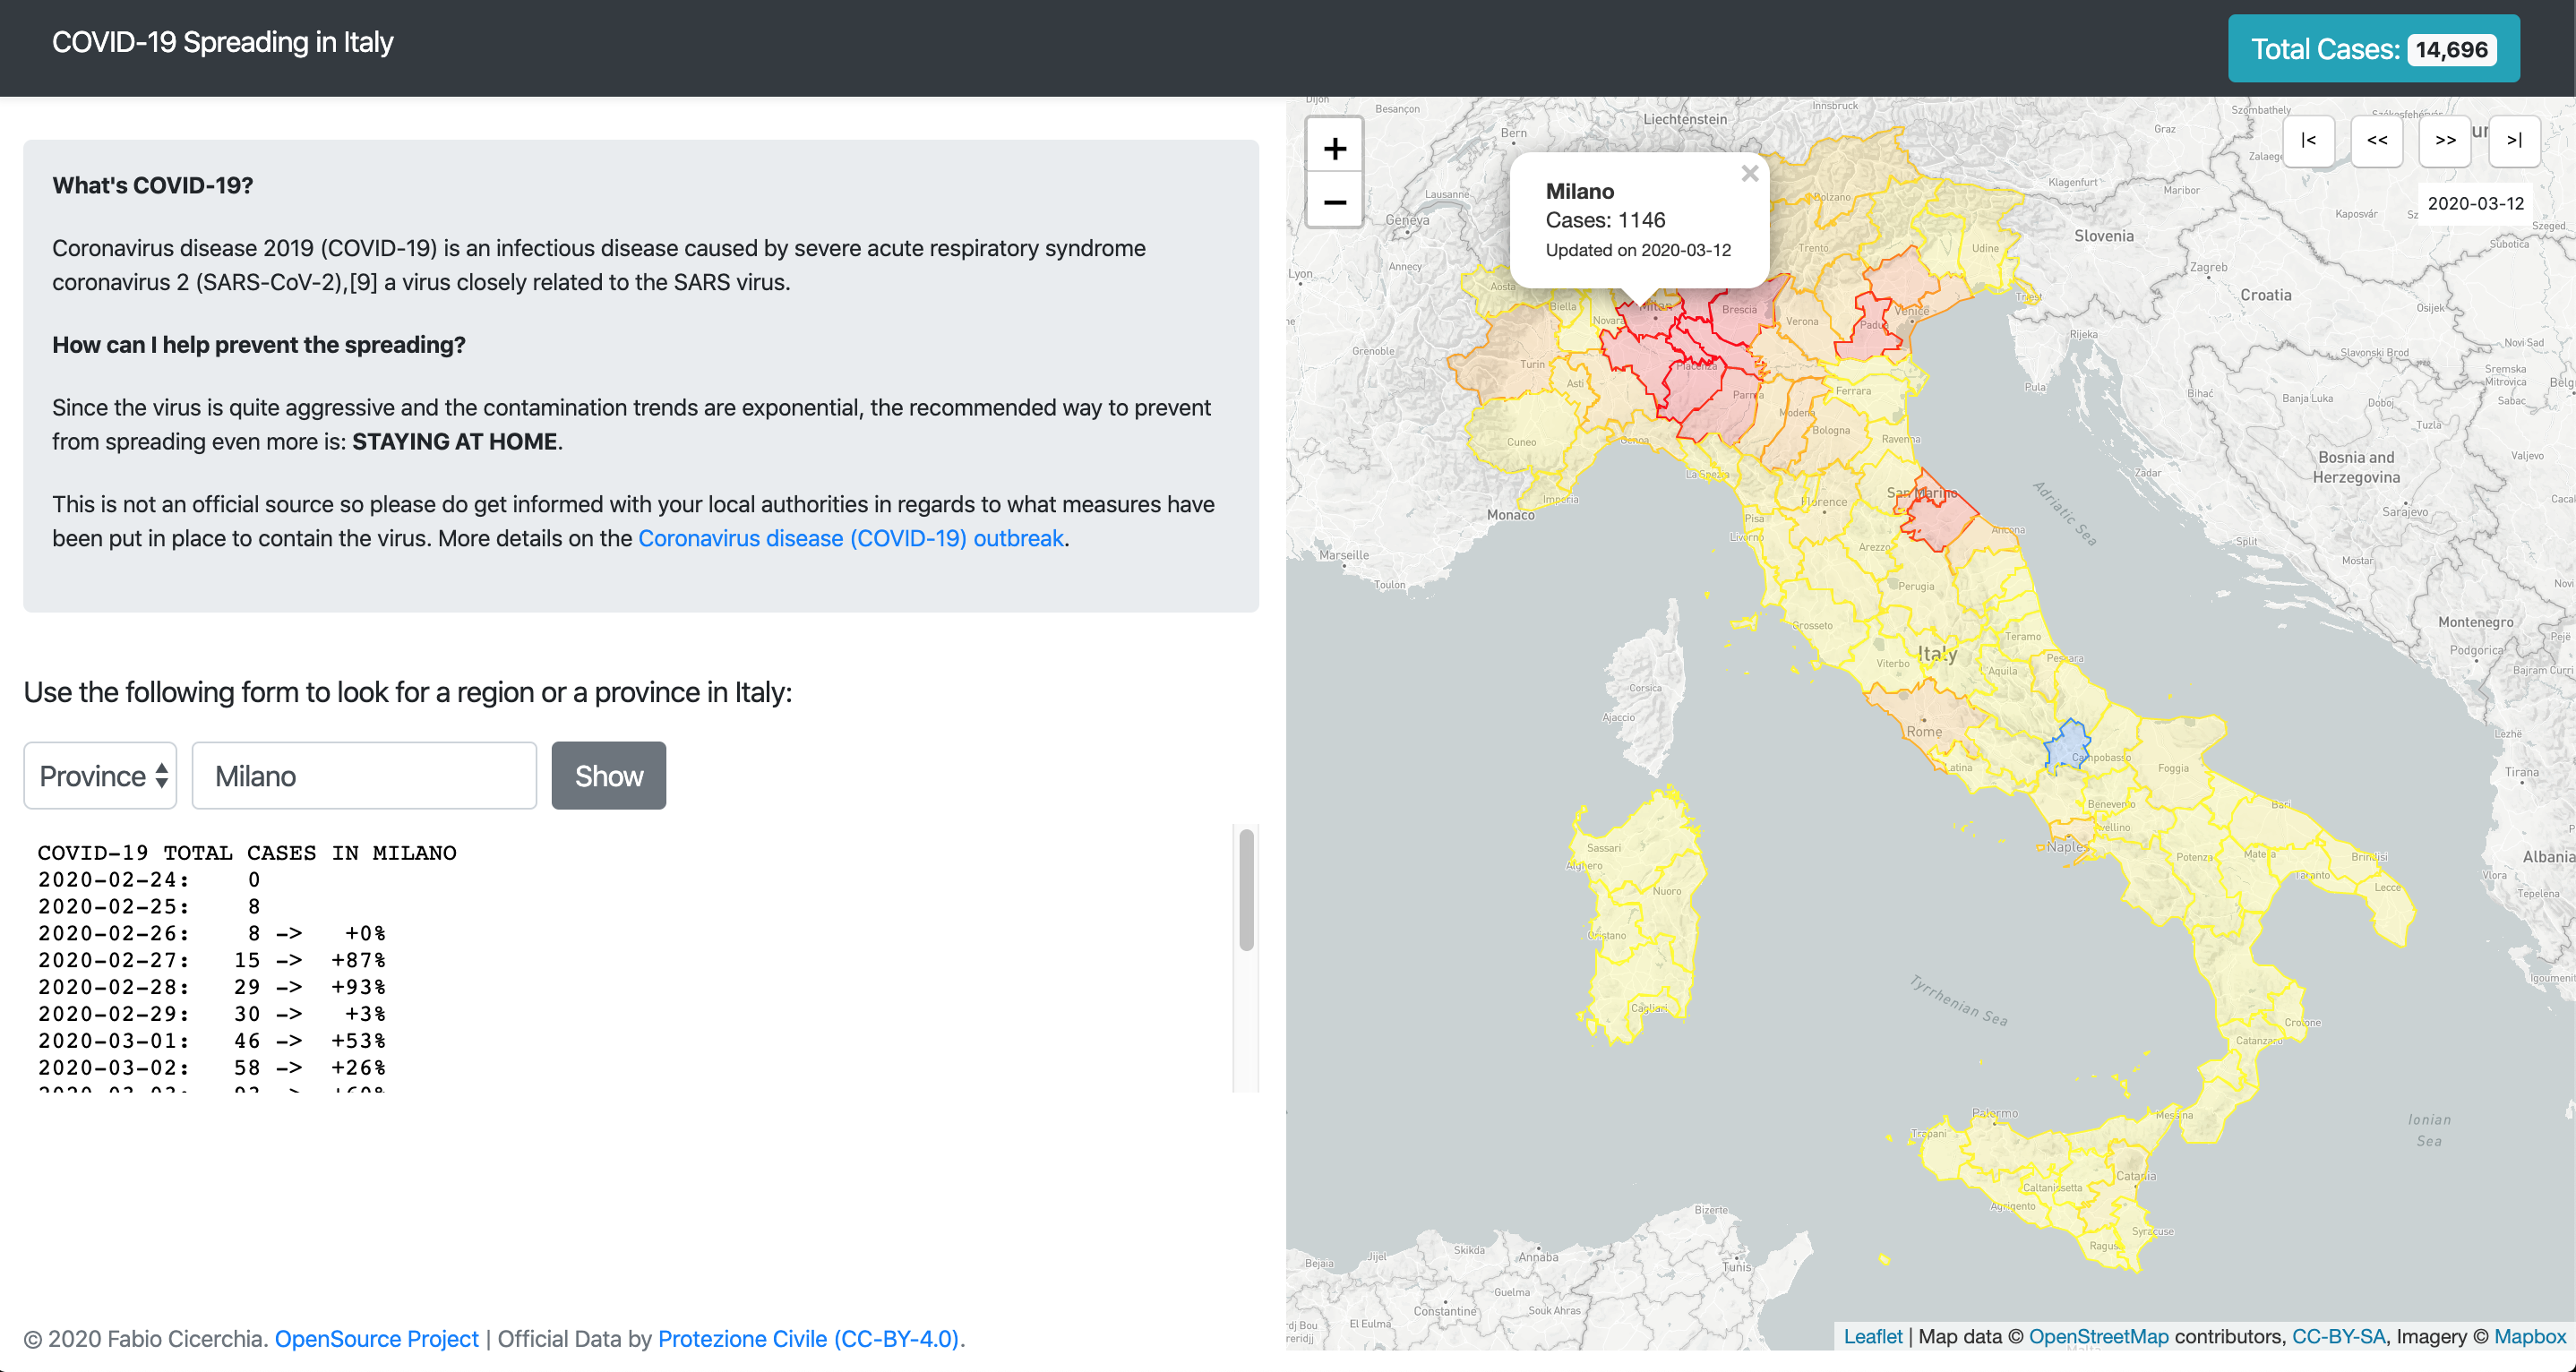 COVID-19 Spreading in Italy
Total Cases: 14,696
What's COVID-19?
Coronavirus disease 2019 (COVID-19) is an infectious disease caused by severe acute respiratory syndrome
coronavirus 2 (SARS-CoV-2),[9] a virus closely related to the SARS virus.
How can I help prevent the spreading?
Since the virus is quite aggressive and the contamination trends are exponential, the recommended way to prevent
from spreading even more is: STAYING AT HOME.
This is not an official source so please do get informed with your local authorities in regards to what measures have
been put in place to contain the virus. More details on the Coronavirus disease (COVID-19) outbreak.
Use the following form to look for a region or a province in Italy:
Province
Milano
Show
COVID-19 TOTAL CASES IN MILANO
2020-02-24: 0
2020-02-25: 8
2020-02-26: 8 -> +0%
2020-02-27: 15 -> +87%
2020-02-28: 29 -> +93%
2020-02-29: 30 -> +3%
2020-03-01: 46 -> +53%
2020-03-02: 58 -> +26%
© 2020 Fabio Cicerchia. OpenSource Project | Official Data by Protezione Civile (CC-BY-4.0).
+
−
|<
<<
>>
>|
2020-03-12
Milano
Cases: 1146
Updated on 2020-03-12
×
Dijon
Besançon
Bern
Liechtenstein
Innsbruck
Graz
Szombathely
Székesfehérvár
Lausanne
Geneva
Klagenfurt
Maribor
Kaposvár
Szeged
Subotica
Lyon
Annecy
Aosta
Biella
Novara
Milan
Brescia
Verona
Venice
Bolzano
Trento
Udine
Slovenia
Zagreb
Croatia
Osijek
Grenoble
Turin
Asti
Piacenza
Parma
Modena
Ferrara
Bologna
Ravenna
Rijeka
Pula
Slavonski Brod
Novi Sad
Sremska
Mitrovica
Sabac
Bihać
Banja Luka
Doboj
Tuzla
Valjevo
Cuneo
Genoa
La Spezia
Imperia
Monaco
Florence
Pisa
Livorno
San Marino
Ancona
Arezzo
Perugia
Zadar
Bosnia and
Herzegovina
Sarajevo
Split
Mostar
Adriatic Sea
Marseille
Toulon
Grosseto
Viterbo
Italy
Teramo
Pescara
Montenegro
Podgorica
Bajram Curri
Corsica
Ajaccio
Rome
Latina
Campobasso
Foggia
Lezhë
Tirana
Benevento
Naples
Bari
Potenza
Matera
Taranto
Brindisi
Lecce
Albania
Vlora
Tepelena
Sassari
Alghero
Nuoro
Oristano
Cagliari
Tyrrhenian Sea
Crotone
Catanzaro
Igoumenit
Ionian
Sea
Palermo
Trapani
Messina
Catania
Caltanissetta
Agrigento
Syracuse
Bizerte
Tunis
Bejaia
Jijel
Skikda
Annaba
Guelma
Constantine
Souk Ahras
El Eulma
Leaflet | Map data © OpenStreetMap contributors, CC-BY-SA, Imagery © Mapbox